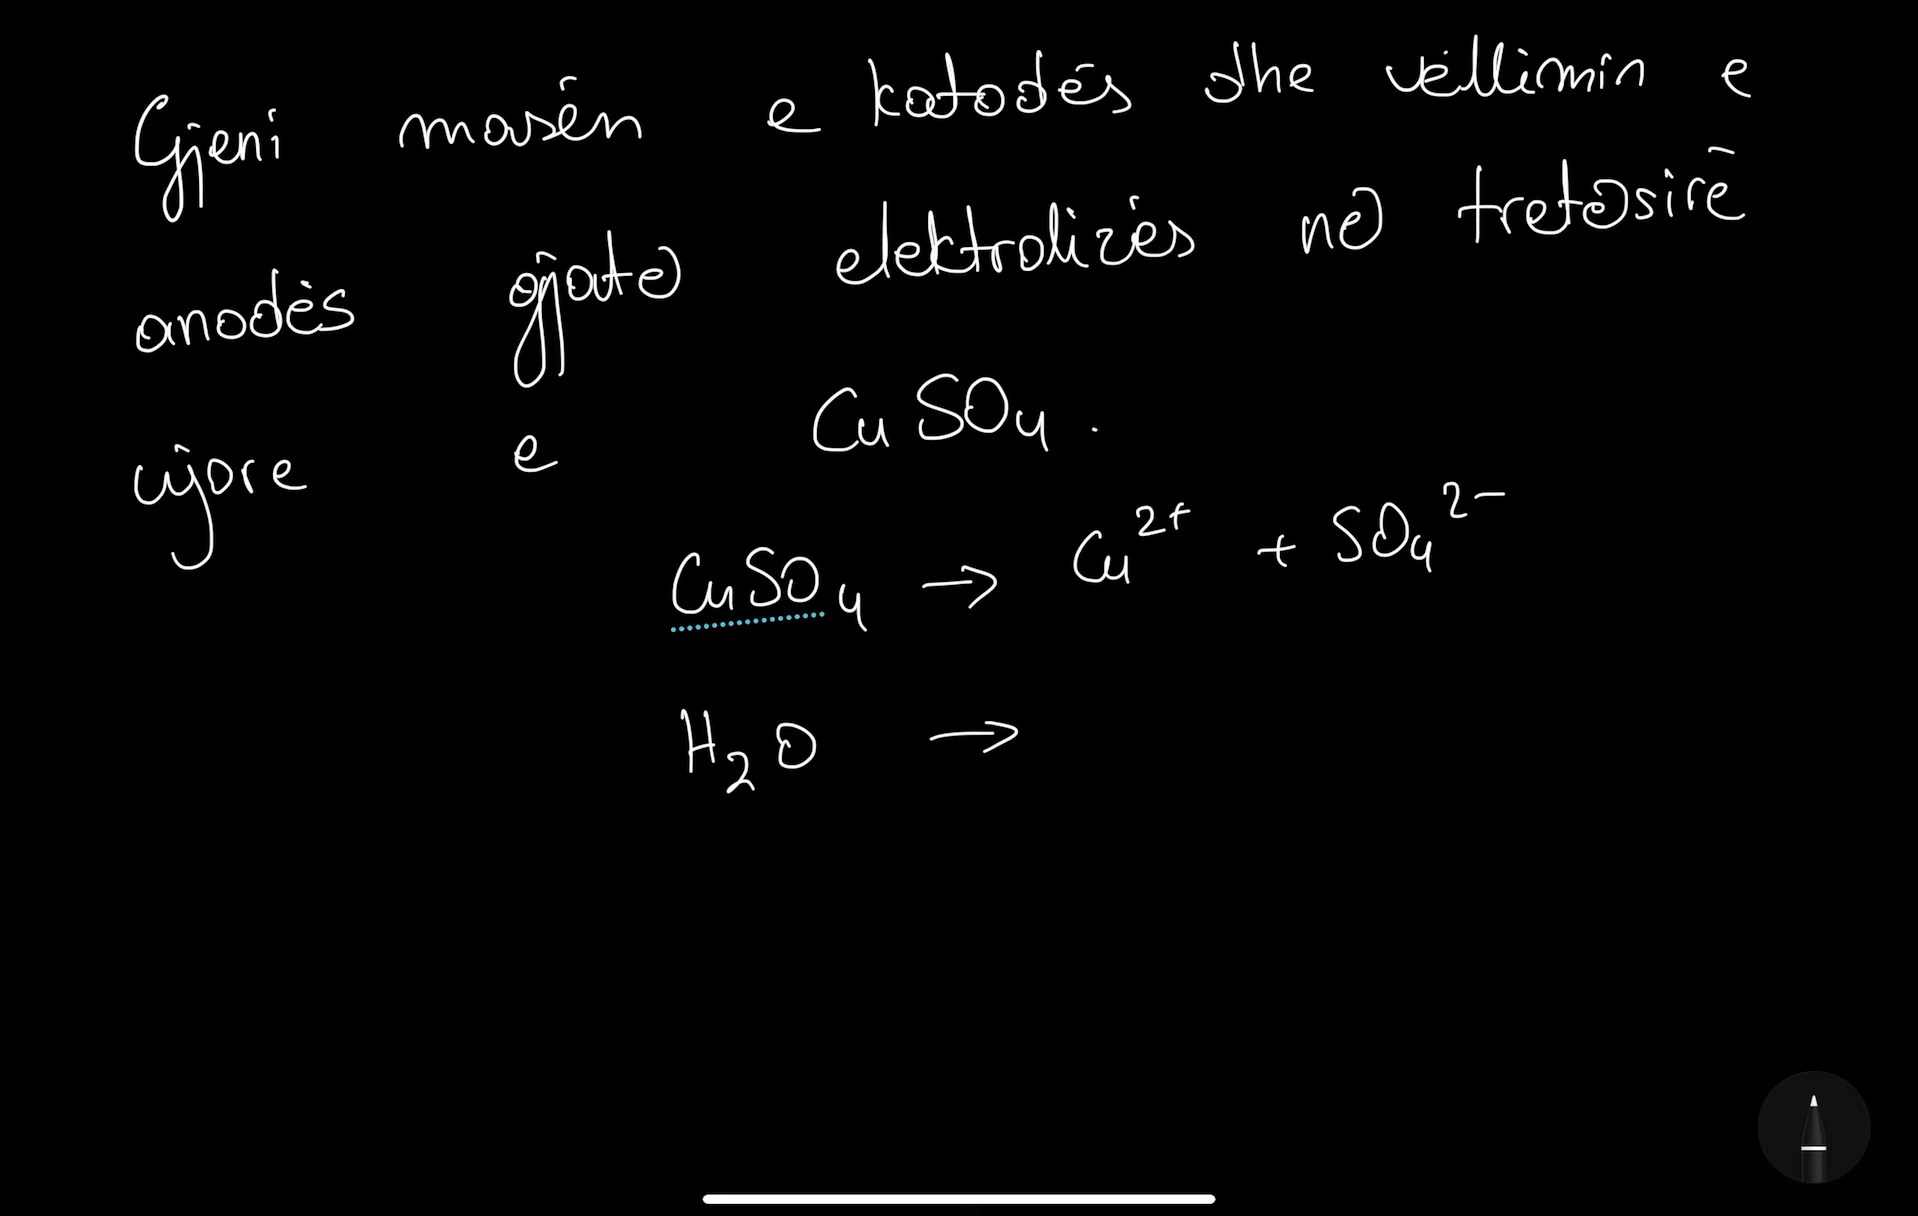 Gjeni masën e katodës dhe vëllimin e
anodës gjatë elektrolizës në tretësirë
ujore e CuSO₄.
CuSO₄ → Cu²⁺ + SO₄²⁻
H₂O →